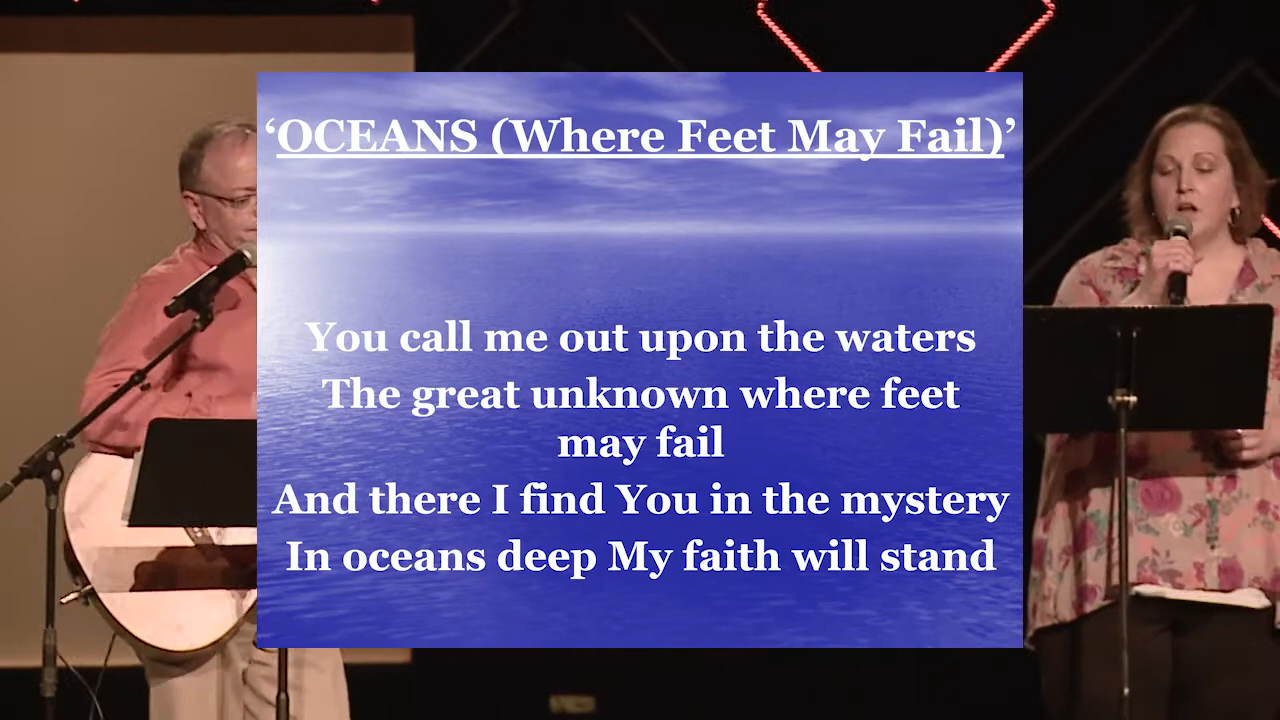 ‘OCEANS (Where Feet May Fail)’
You call me out upon the waters
The great unknown where feet
may fail
And there I find You in the mystery
In oceans deep My faith will stand